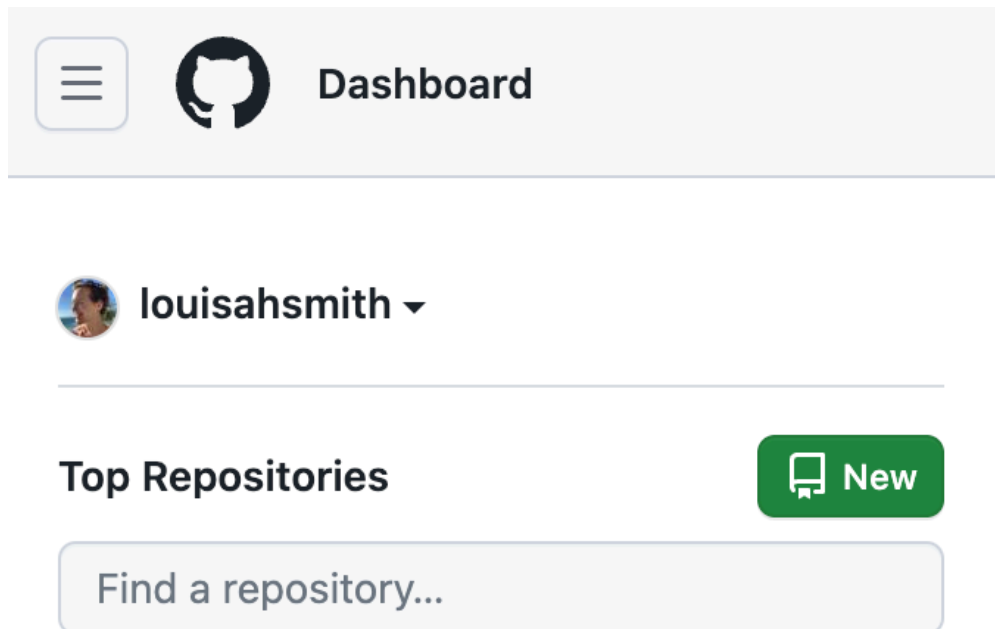 Dashboard
louisahsmith
Top Repositories
New
Find a repository...